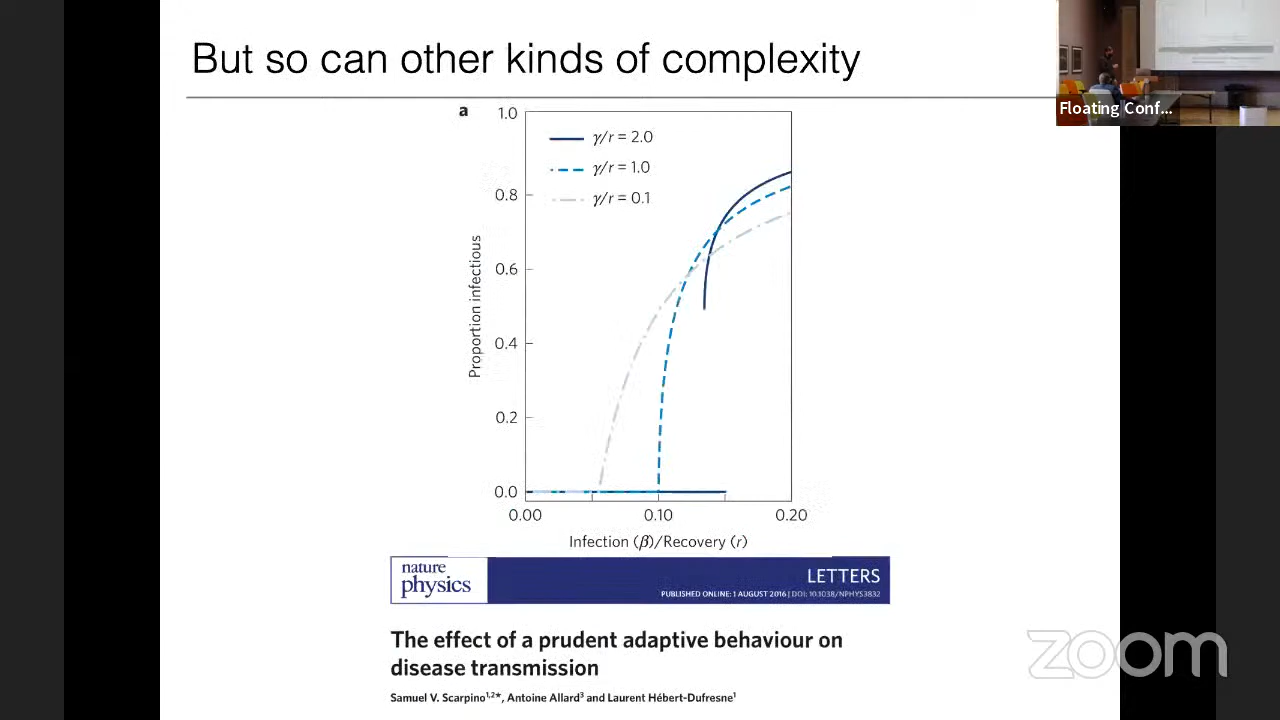 But so can other kinds of complexity
Floating Conf...
a
1.0
0.8
0.6
0.4
0.2
0.0
Proportion infectious
γ/r = 2.0
γ/r = 1.0
γ/r = 0.1
0.00
0.10
0.20
Infection (β)/Recovery (r)
nature
physics
LETTERS
PUBLISHED ONLINE: 1 AUGUST 2016 | DOI: 10.1038/NPHYS3832
The effect of a prudent adaptive behaviour on
disease transmission
Samuel V. Scarpino1,2*, Antoine Allard3 and Laurent Hébert-Dufresne1
zoom